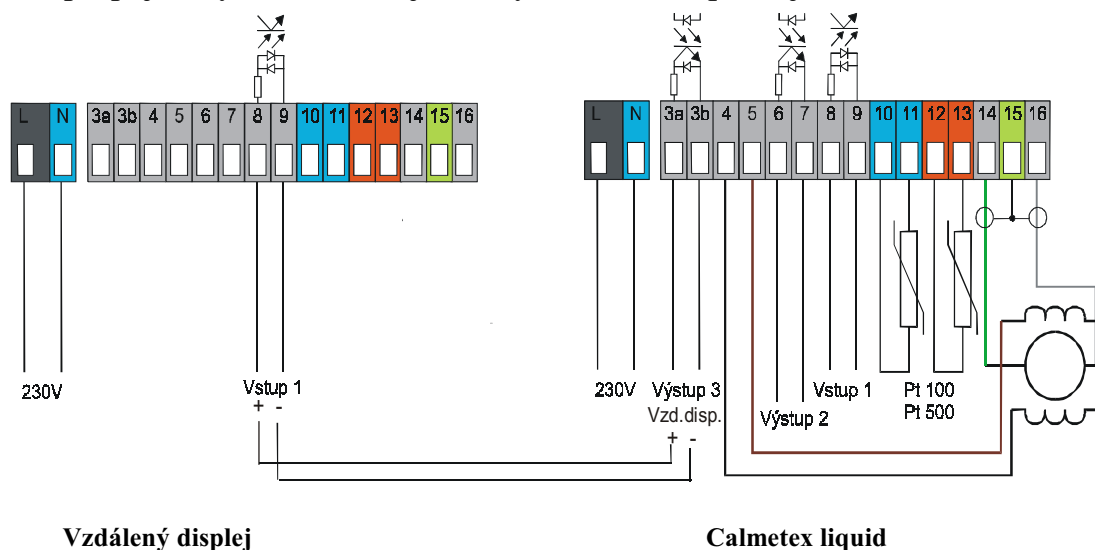 L N 3a 3b 4 5 6 7 8 9 10 11 12 13 14 15 16
L N 3a 3b 4 5 6 7 8 9 10 11 12 13 14 15 16
230V
Vstup 1
+ -
230V
Výstup 3
Vzd.disp.
+ -
Výstup 2
Vstup 1
Pt 100
Pt 500
Vzdálený displej
Calmetex liquid